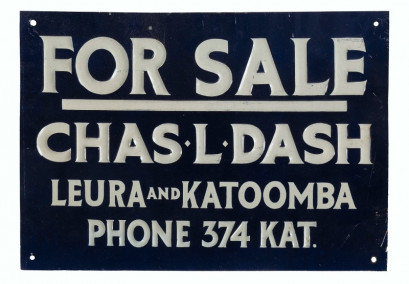 FOR SALE
CHAS·L·DASH
LEURA AND KATOOMBA
PHONE 374 KAT.